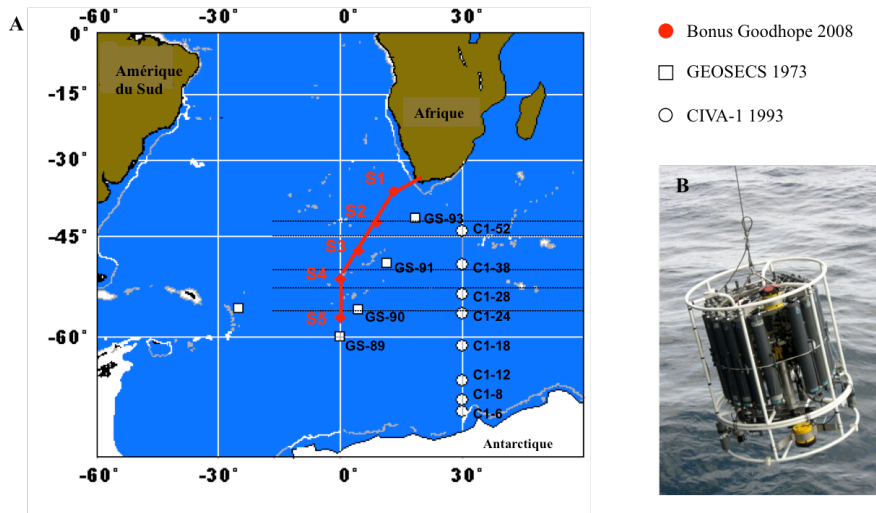 A
-60° -30° 0° 30°
0°
-15°
-30°
-45°
-60°
Amérique
du Sud
Afrique
S1
S2
GS-93
C1-52
S3
GS-91
C1-38
S4
C1-28
GS-90
C1-24
S5
GS-89
C1-18
C1-12
C1-8
C1-6
Antarctique
-60° -30° 0° 30°
Bonus Goodhope 2008
GEOSECS 1973
CIVA-1 1993
B